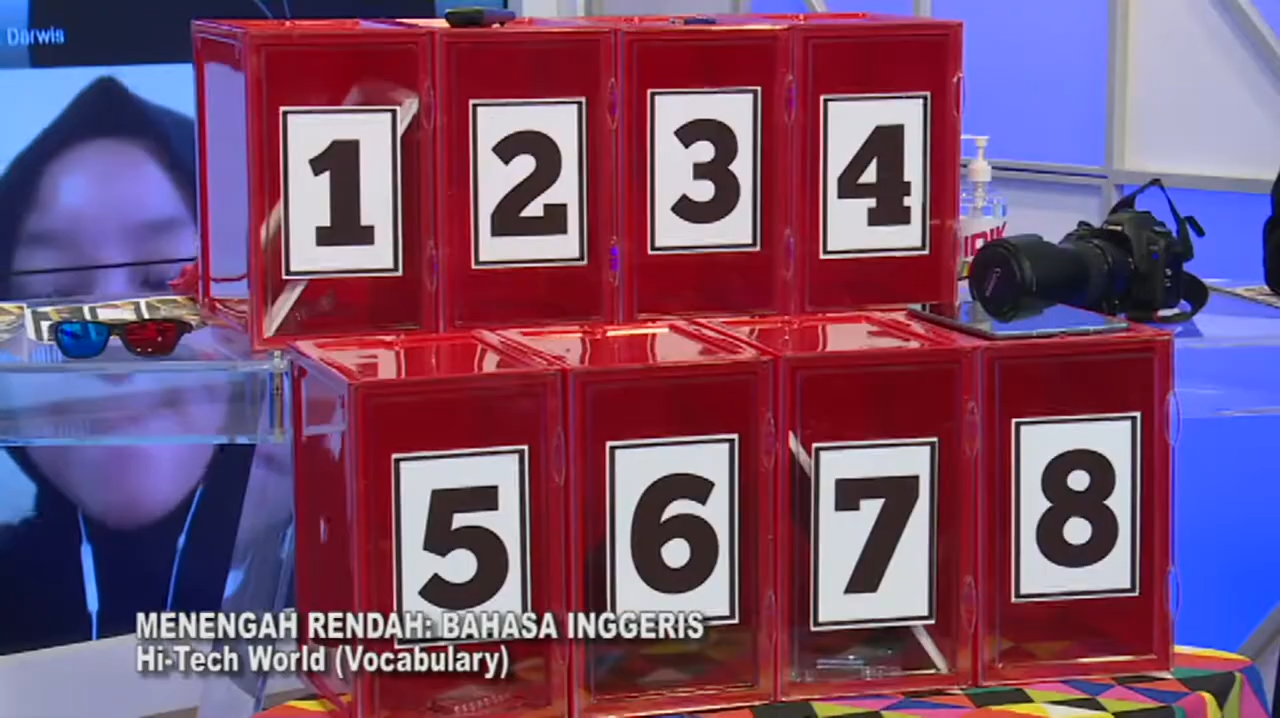 Darwis
1 2 3 4
5 6 7 8
MENENGAH RENDAH: BAHASA INGGERIS
Hi-Tech World (Vocabulary)